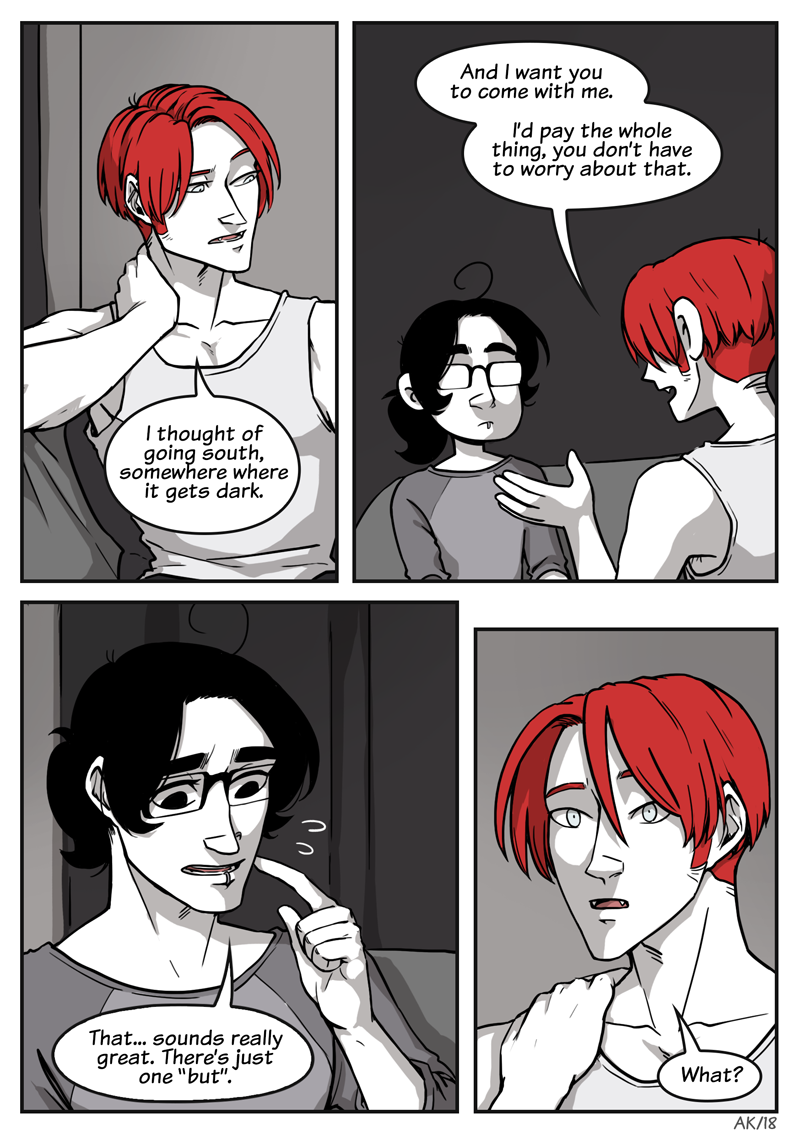 I thought of
going south,
somewhere where
it gets dark.
And I want you
to come with me.
I'd pay the whole
thing, you don't have
to worry about that.
That... sounds really
great. There's just
one "but".
What?
AK/18